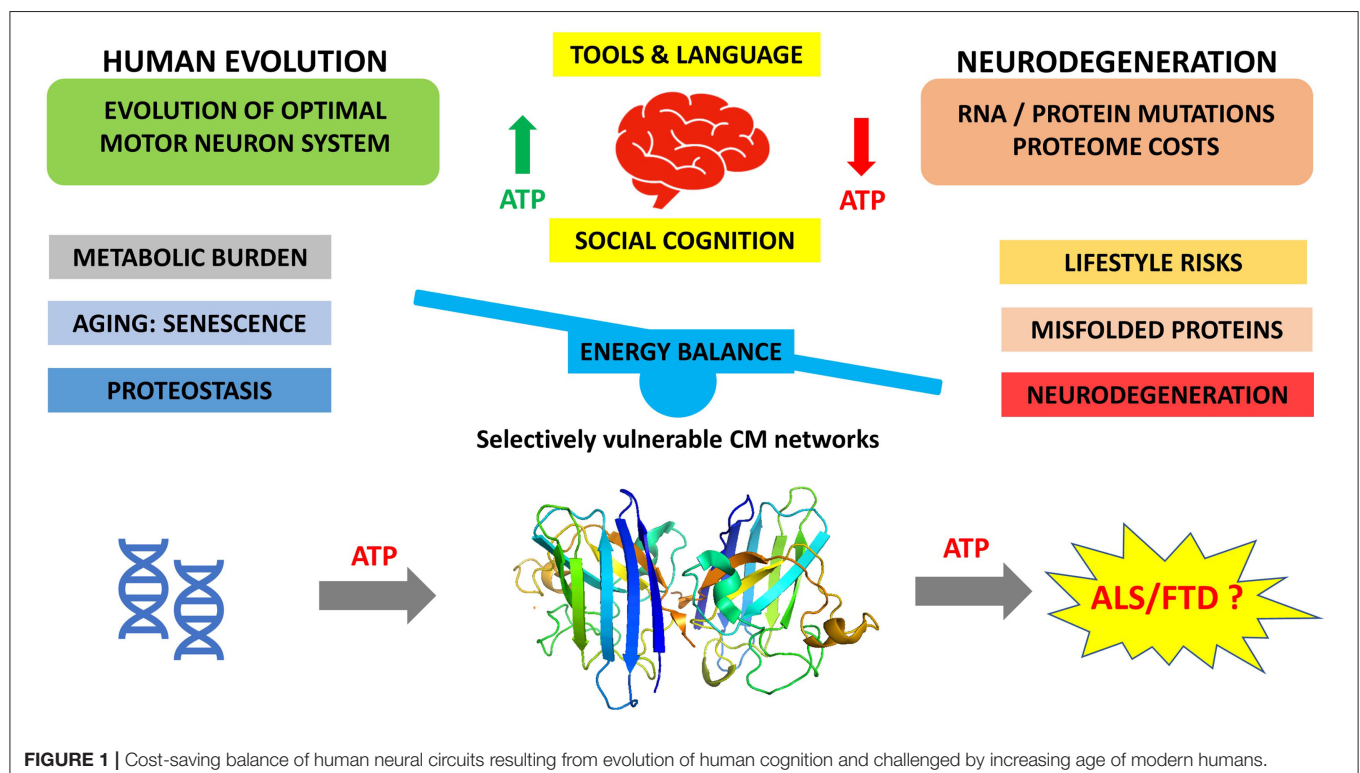 HUMAN EVOLUTION
EVOLUTION OF OPTIMAL
MOTOR NEURON SYSTEM
METABOLIC BURDEN
AGING: SENESCENCE
PROTEOSTASIS
TOOLS & LANGUAGE
ATP
ATP
SOCIAL COGNITION
ENERGY BALANCE
Selectively vulnerable CM networks
NEURODEGENERATION
RNA / PROTEIN MUTATIONS
PROTEOME COSTS
LIFESTYLE RISKS
MISFOLDED PROTEINS
NEURODEGENERATION
ATP
ATP
ALS/FTD ?
FIGURE 1 | Cost-saving balance of human neural circuits resulting from evolution of human cognition and challenged by increasing age of modern humans.